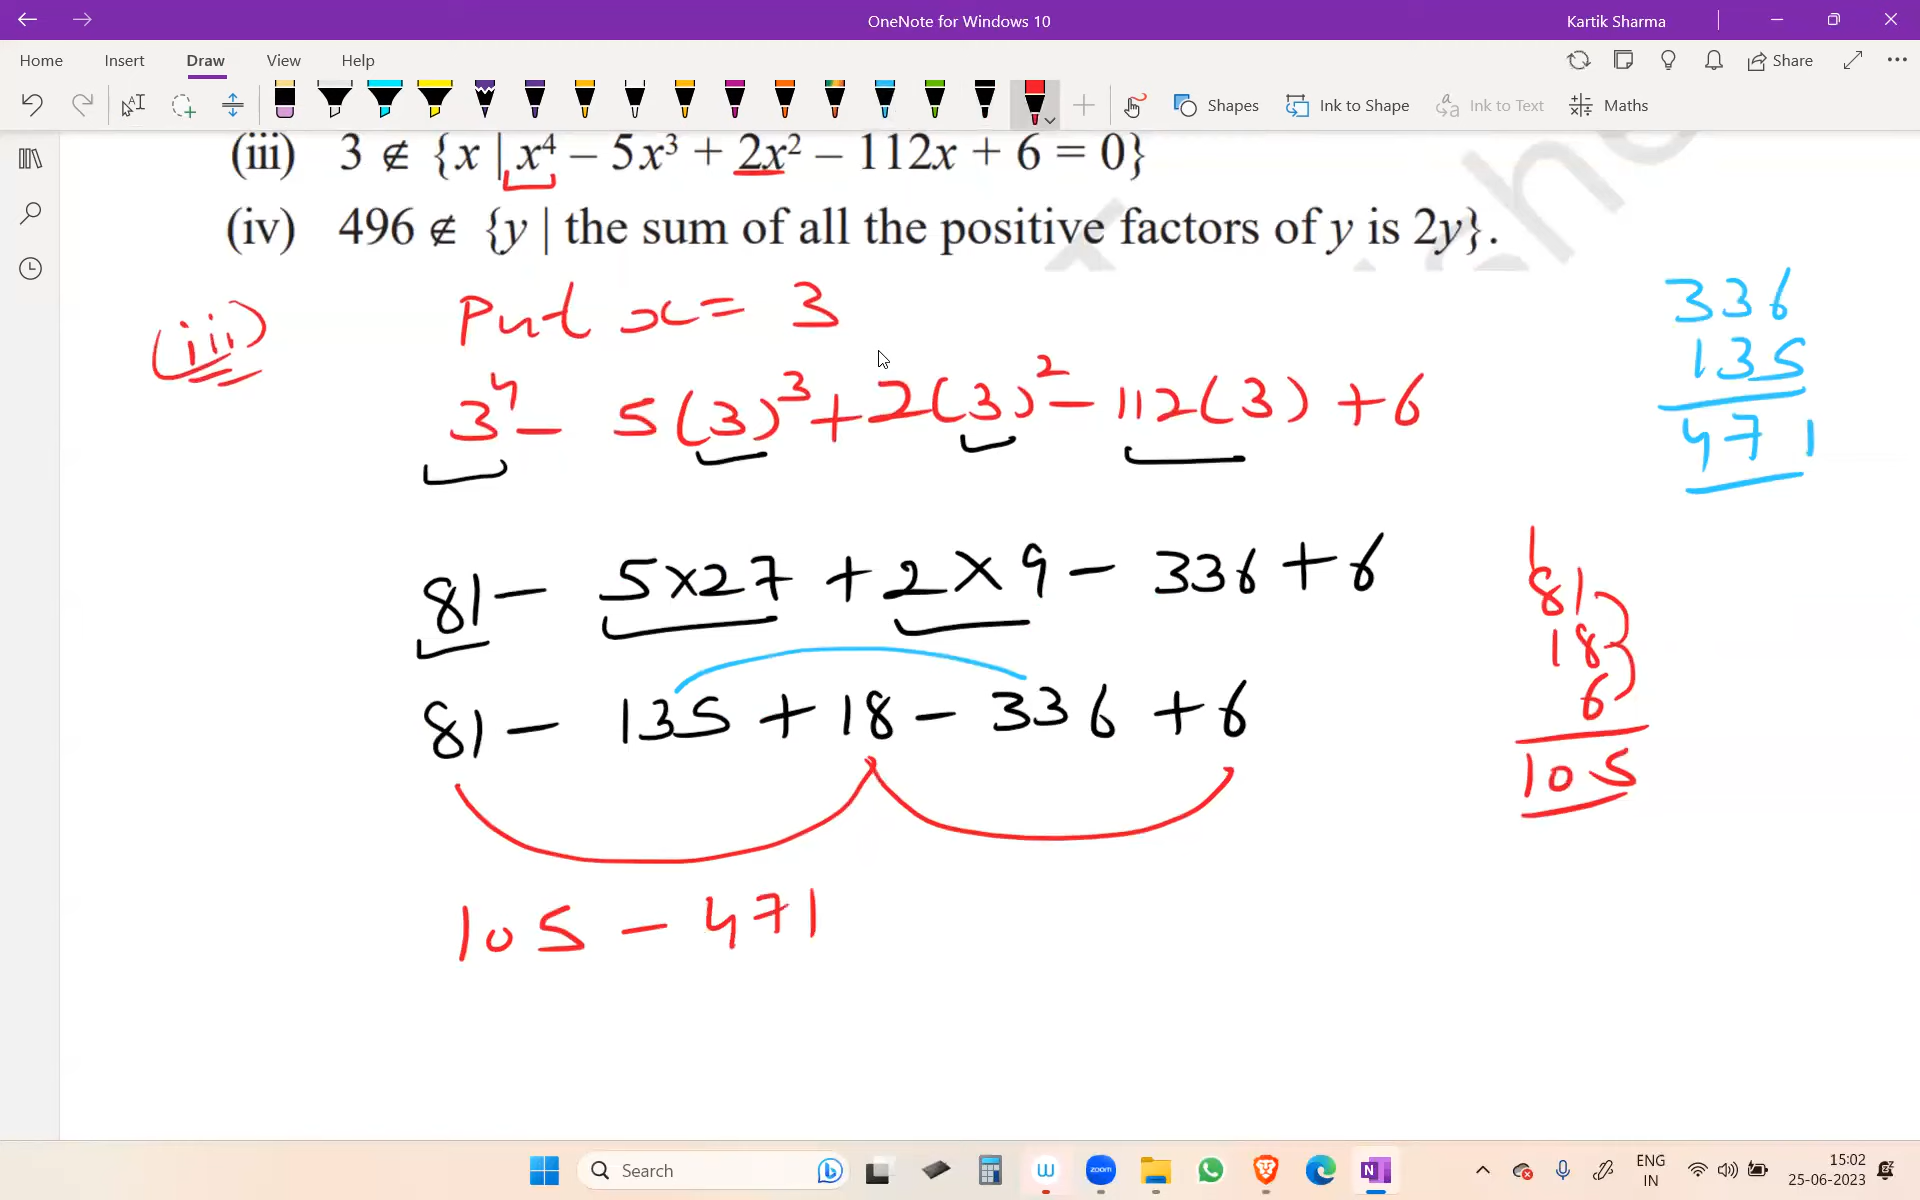 OneNote for Windows 10
Kartik Sharma
Home Insert Draw View Help
Share
Shapes Ink to Shape Ink to Text Maths
(iii) 3 ∉ {x | x⁴ – 5x³ + 2x² – 112x + 6 = 0}
(iv) 496 ∉ {y | the sum of all the positive factors of y is 2y}.
(iii) Put x = 3
3⁴ - 5(3)³ + 2(3)² - 112(3) + 6
81 - 5×27 + 2×9 - 336 + 6
81 - 135 + 18 - 336 + 6
105 - 471
336
135
471
1
81
18
6
105
Search
zoom
ENG
IN
15:02
25-06-2023